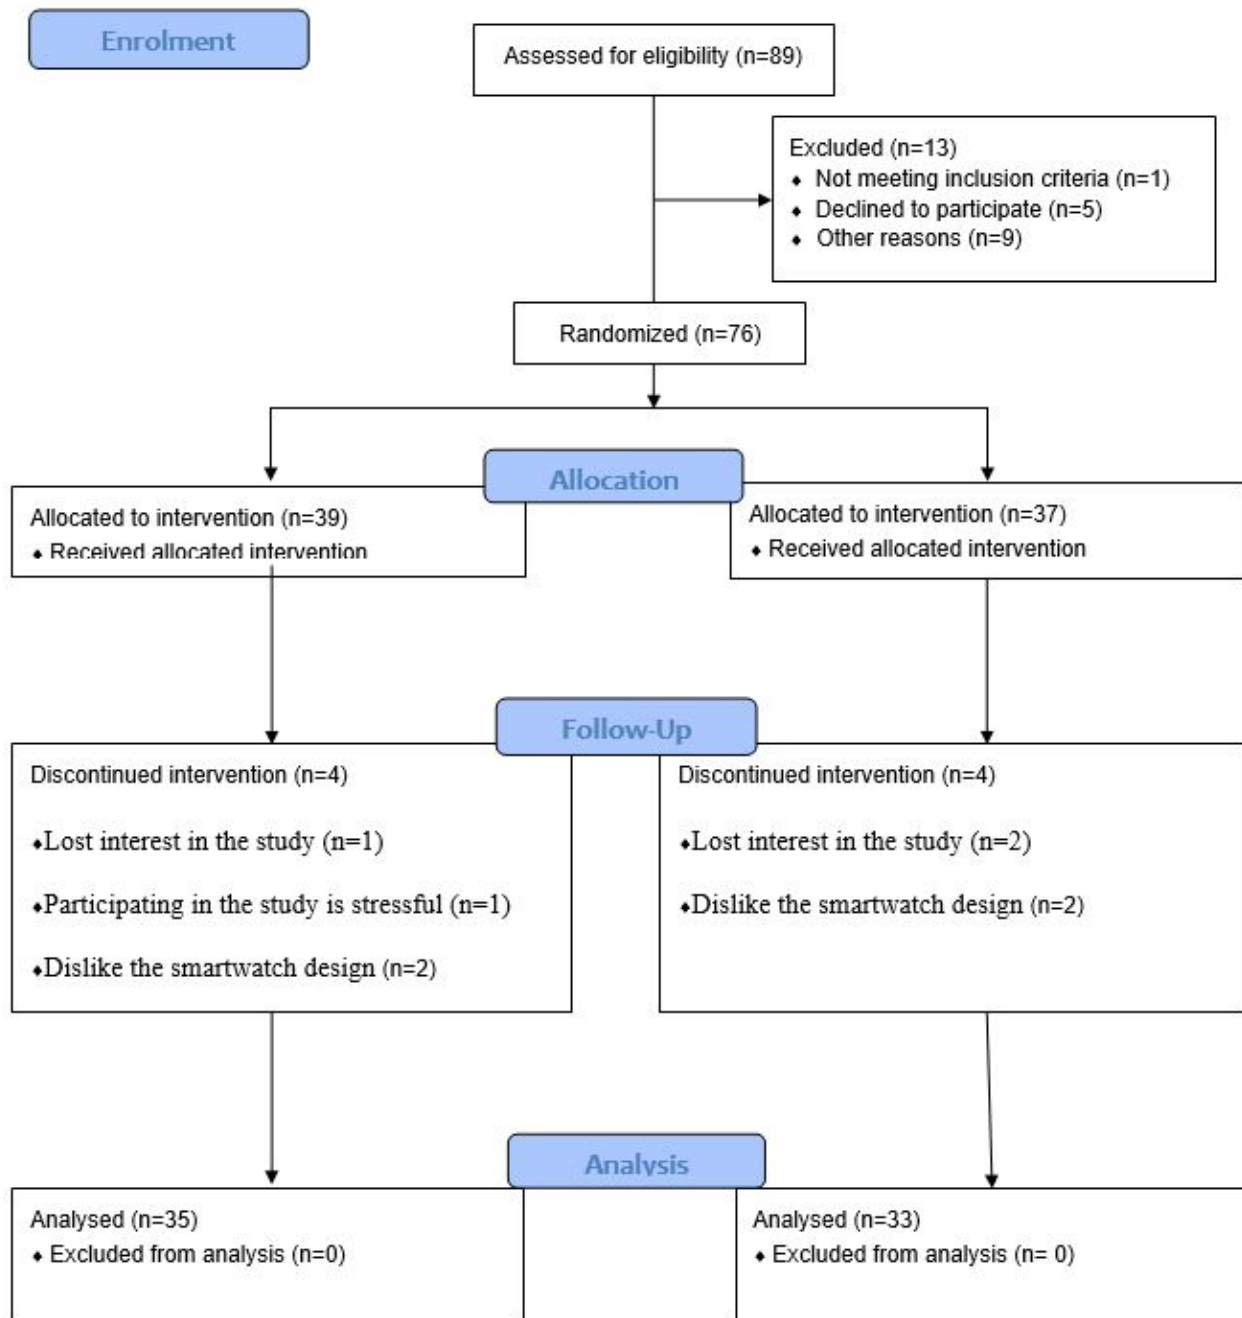 Enrolment
Assessed for eligibility (n=89)
Excluded (n=13)
⬧ Not meeting inclusion criteria (n=1)
⬧ Declined to participate (n=5)
⬧ Other reasons (n=9)
Randomized (n=76)
Allocation
Allocated to intervention (n=39)
⬧ Received allocated intervention
Allocated to intervention (n=37)
⬧ Received allocated intervention
Follow-Up
Discontinued intervention (n=4)
⬧Lost interest in the study (n=1)
⬧Participating in the study is stressful (n=1)
⬧Dislike the smartwatch design (n=2)
Discontinued intervention (n=4)
⬧Lost interest in the study (n=2)
⬧Dislike the smartwatch design (n=2)
Analysis
Analysed (n=35)
⬧ Excluded from analysis (n=0)
Analysed (n=33)
⬧ Excluded from analysis (n= 0)